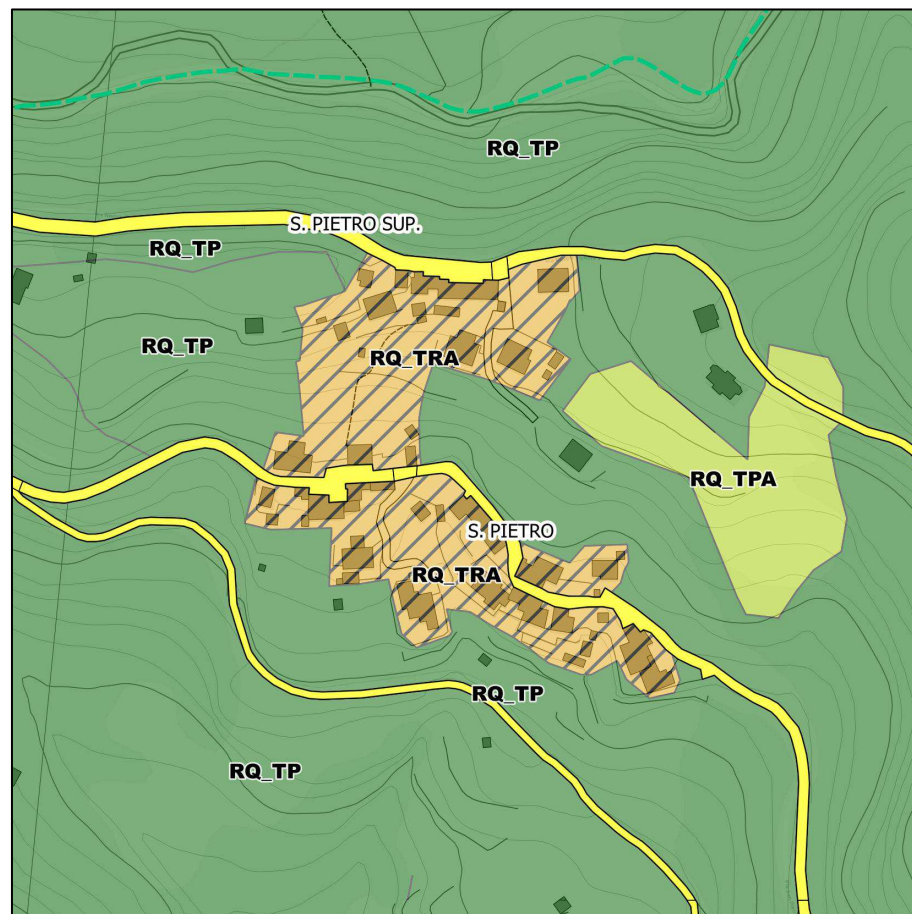 RQ_TP
S. PIETRO SUP.
RQ_TP
RQ_TP
RQ_TRA
RQ_TPA
S. PIETRO
RQ_TRA
RQ_TP
RQ_TP